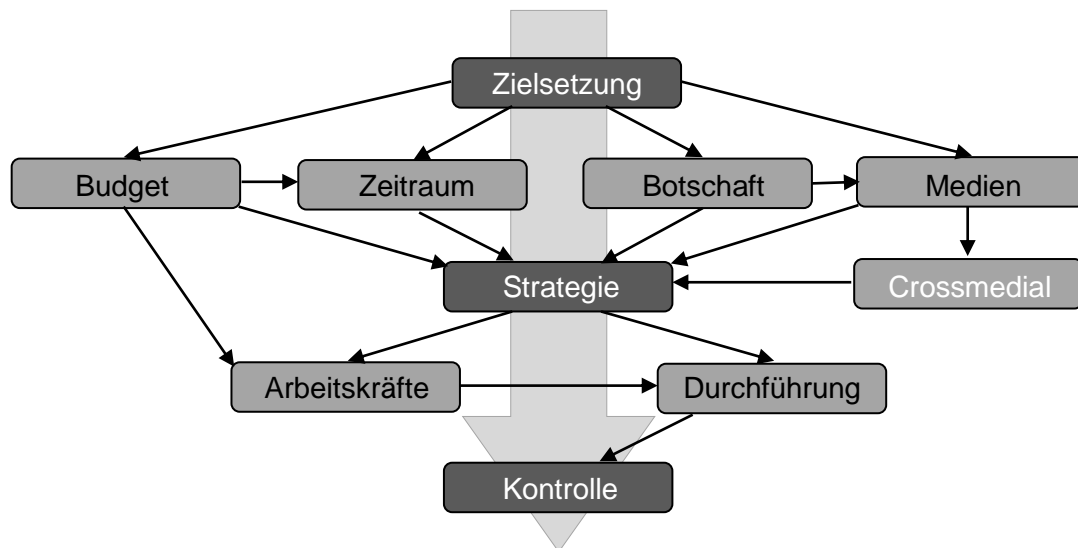 Zielsetzung
Budget
Zeitraum
Botschaft
Medien
Strategie
Crossmedial
Arbeitskräfte
Durchführung
Kontrolle